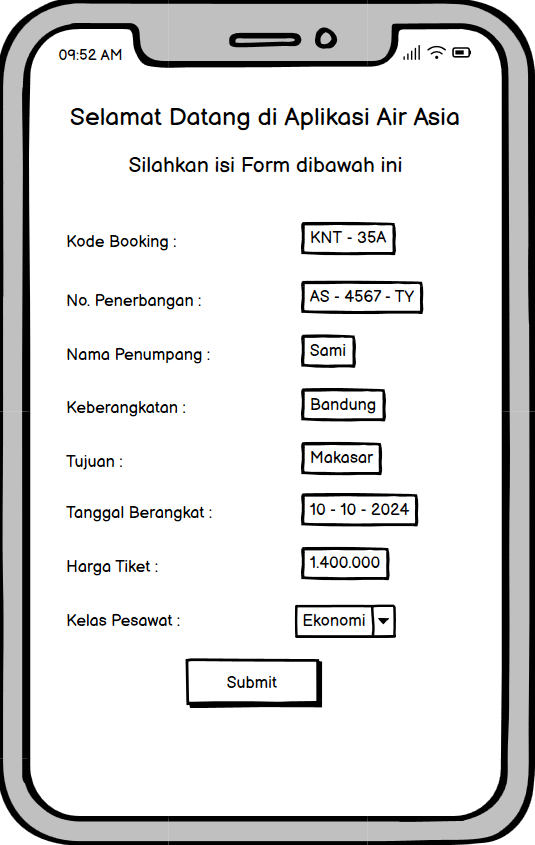 09:52 AM
Selamat Datang di Aplikasi Air Asia
Silahkan isi Form dibawah ini
Kode Booking : KNT - 35A
No. Penerbangan : AS - 4567 - TY
Nama Penumpang : Sami
Keberangkatan : Bandung
Tujuan : Makasar
Tanggal Berangkat : 10 - 10 - 2024
Harga Tiket : 1.400.000
Kelas Pesawat : Ekonomi
Submit